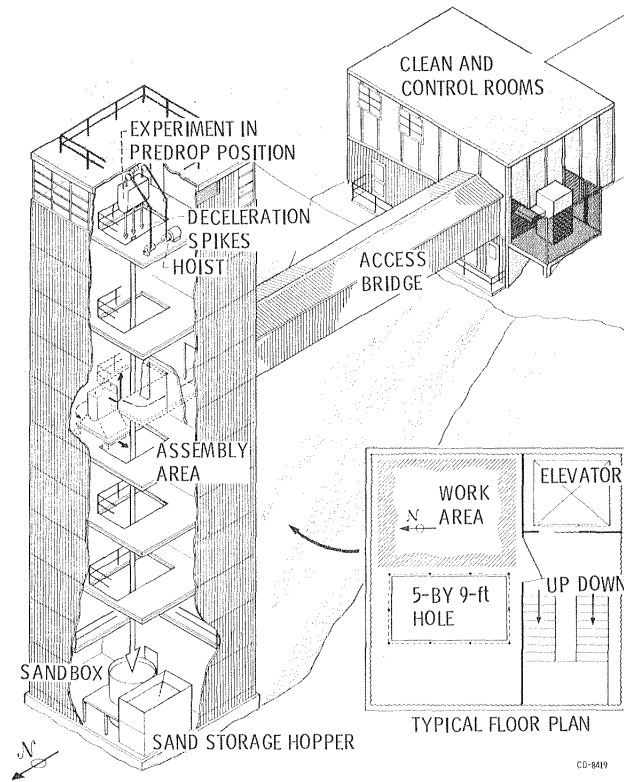 CLEAN AND
CONTROL ROOMS
EXPERIMENT IN
PREDROP POSITION
DECELERATION
SPIKES
HOIST
ACCESS
BRIDGE
ASSEMBLY
AREA
SANDBOX
SAND STORAGE HOPPER
N
WORK
AREA
N
ELEVATOR
5-BY 9-ft
HOLE
UP DOWN
TYPICAL FLOOR PLAN
CD-8419